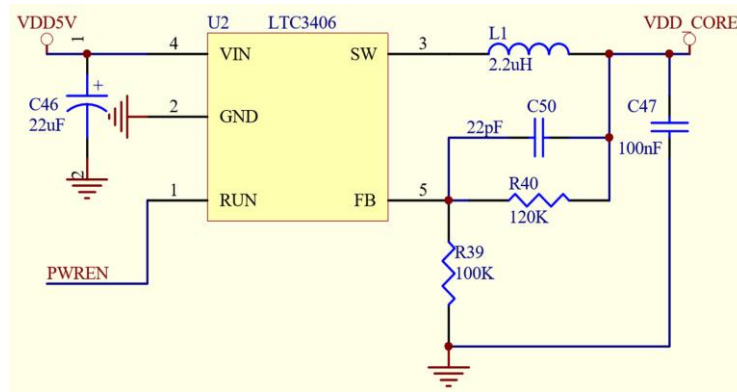 VDD5V
U2 LTC3406
VDD_CORE
1
4 VIN SW 3
L1
2.2uH
C46
22uF
+
2 GND
C50
22pF
C47
100nF
2
1 RUN FB 5
R40
120K
R39
100K
PWREN